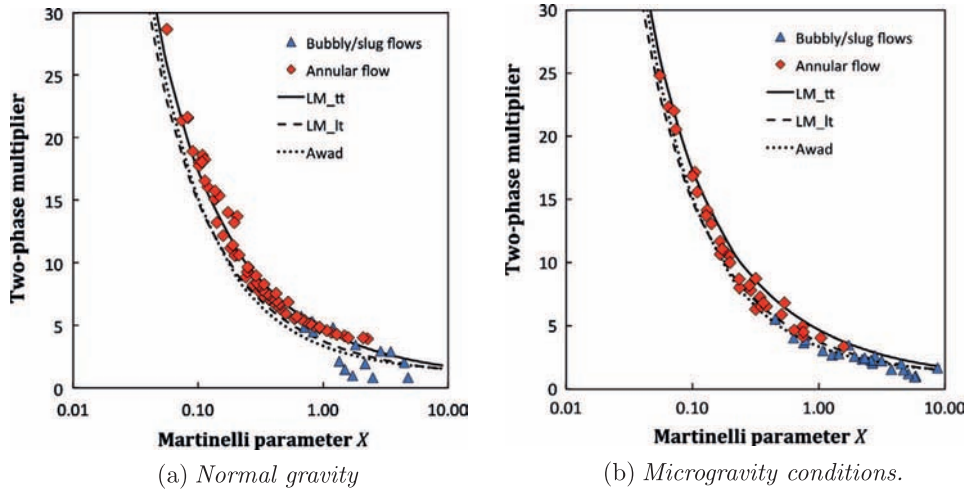 30
25
20
15
10
5
0
Two-phase multiplier
Bubbly/slug flows
Annular flow
LM_tt
LM_lt
Awad
0.01 0.10 1.00 10.00
Martinelli parameter X
(a) Normal gravity
30
25
20
15
10
5
0
Two-phase multiplier
Bubbly/slug flows
Annular flow
LM_tt
LM_lt
Awad
0.01 0.10 1.00 10.00
Martinelli parameter X
(b) Microgravity conditions.